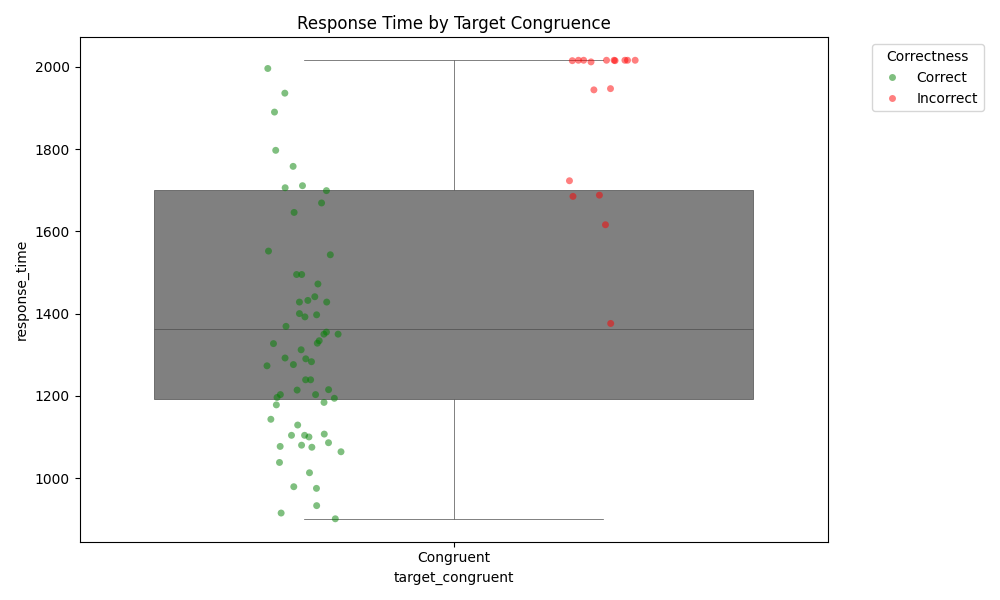 Response Time by Target Congruence
Correctness
Correct
Incorrect
response_time
2000
1800
1600
1400
1200
1000
Congruent
target_congruent